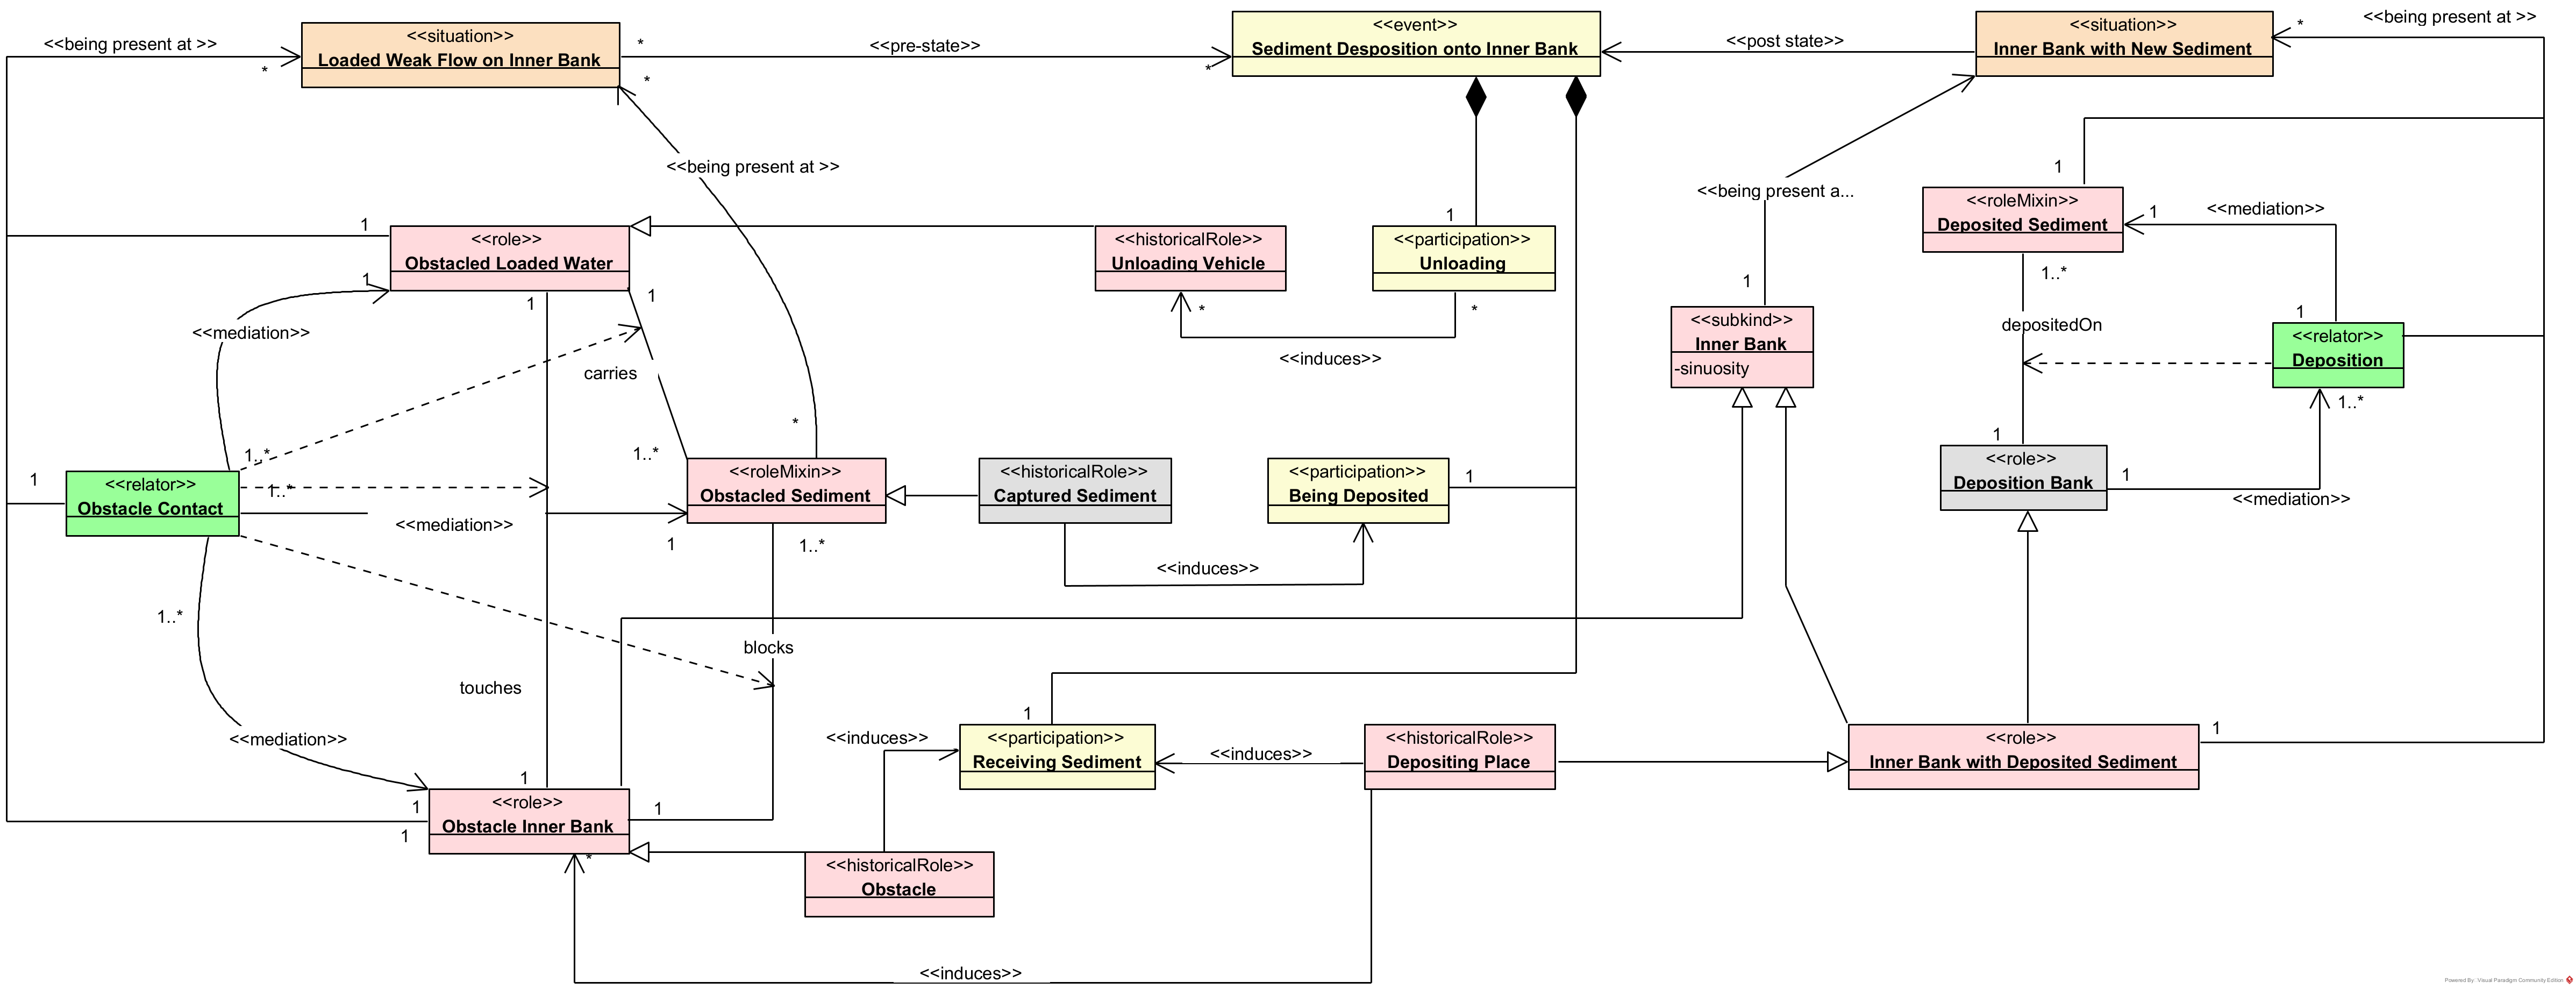 <<being present at >>
*
<<situation>>
Loaded Weak Flow on Inner Bank
*
*
<<pre-state>>
*
<<event>>
Sediment Desposition onto Inner Bank
<<post state>>
<<situation>>
Inner Bank with New Sediment
*
<<being present at >>
<<being present at >>
<<being present a...
1
<<roleMixin>>
Deposited Sediment
1
<<mediation>>
1..*
1
<<role>>
Obstacled Loaded Water
1
<<historicalRole>>
Unloading Vehicle
*
1
<<participation>>
Unloading
*
<<induces>>
1
1
<<mediation>>
carries
1
<<subkind>>
Inner Bank
-sinuosity
depositedOn
1
<<relator>>
Deposition
1..*
*
1..*
1..*
1..*
1
<<relator>>
Obstacle Contact
<<mediation>>
<<roleMixin>>
Obstacled Sediment
1
1..*
<<historicalRole>>
Captured Sediment
<<participation>>
Being Deposited
1
<<induces>>
1
<<role>>
Deposition Bank
1
<<mediation>>
1..*
blocks
touches
<<mediation>>
1
<<induces>>
1
<<participation>>
Receiving Sediment
<<induces>>
<<historicalRole>>
Depositing Place
<<role>>
Inner Bank with Deposited Sediment
1
1
1
<<role>>
Obstacle Inner Bank
1
*
<<historicalRole>>
Obstacle
<<induces>>
Powered By: Visual Paradigm Community Edition